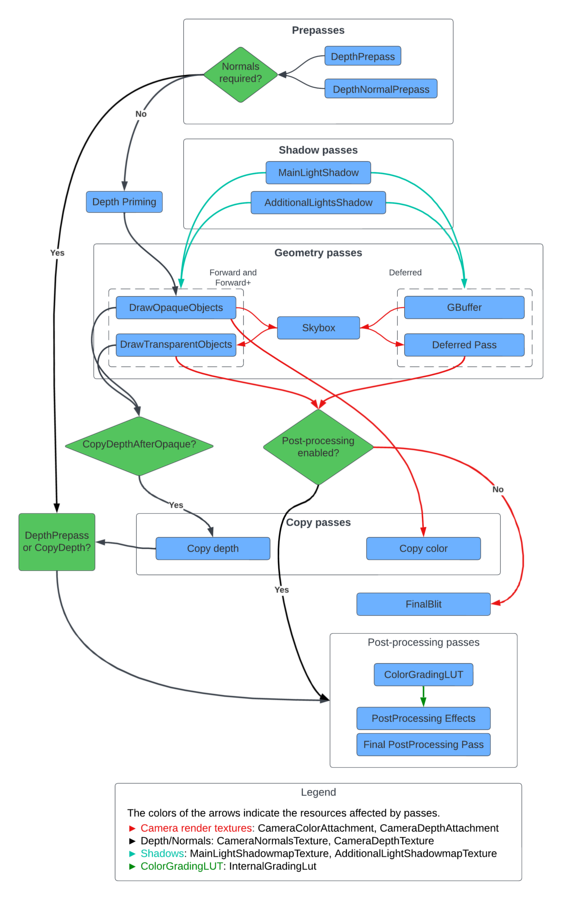 Prepasses
Normals
required?
DepthPrepass
DepthNormalPrepass
No
Shadow passes
MainLightShadow
AdditionalLightsShadow
Depth Priming
Yes
Geometry passes
Forward and
Forward+
Deferred
DrawOpaqueObjects
GBuffer
Skybox
DrawTransparentObjects
Deferred Pass
CopyDepthAfterOpaque?
Post-processing
enabled?
No
Yes
Copy passes
DepthPrepass
or CopyDepth?
Copy depth
Copy color
Yes
FinalBlit
Post-processing passes
ColorGradingLUT
PostProcessing Effects
Final PostProcessing Pass
Legend
The colors of the arrows indicate the resources affected by passes.
► Camera render textures: CameraColorAttachment, CameraDepthAttachment
► Depth/Normals: CameraNormalsTexture, CameraDepthTexture
► Shadows: MainLightShadowmapTexture, AdditionalLightShadowmapTexture
► ColorGradingLUT: InternalGradingLut